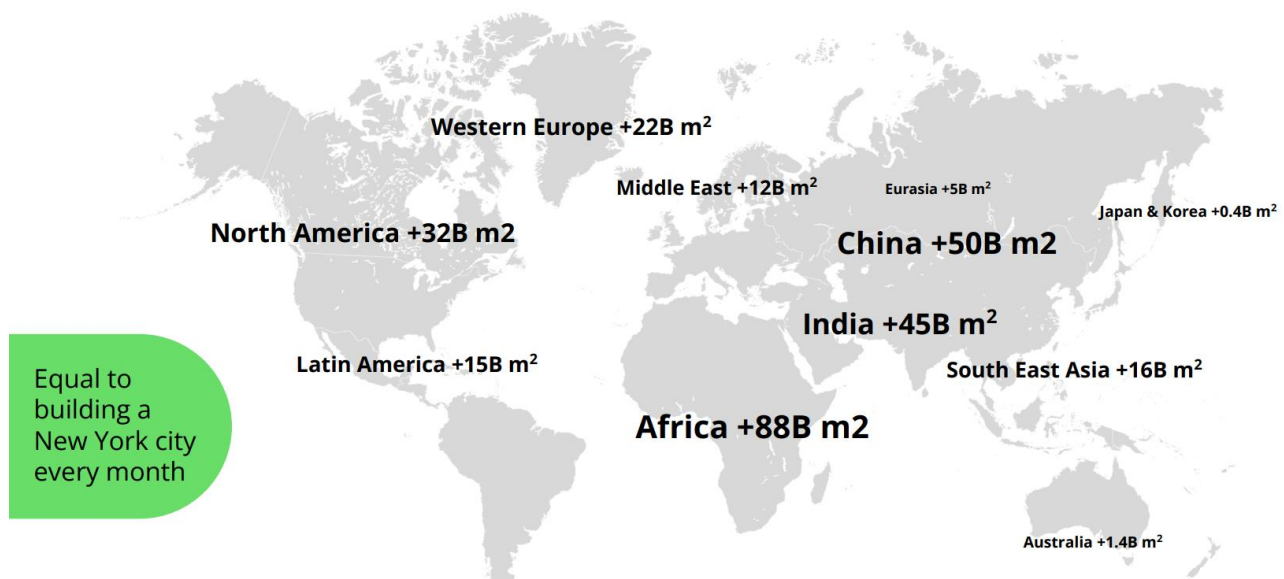 Western Europe +22B m²
Middle East +12B m²
Eurasia +5B m²
Japan & Korea +0.4B m²
North America +32B m2
China +50B m2
India +45B m²
Latin America +15B m²
South East Asia +16B m²
Equal to
building a
New York city
every month
Africa +88B m2
Australia +1.4B m²